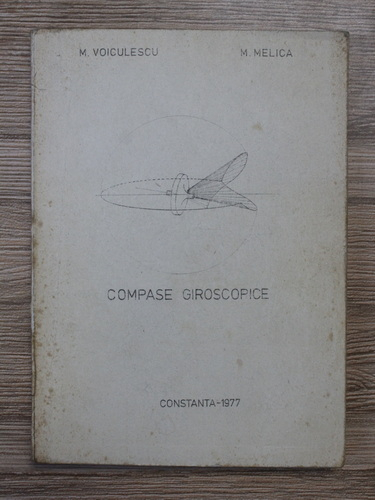 M. VOICULESCU M. MELICA
COMPASE GIROSCOPICE
CONSTANTA-1977